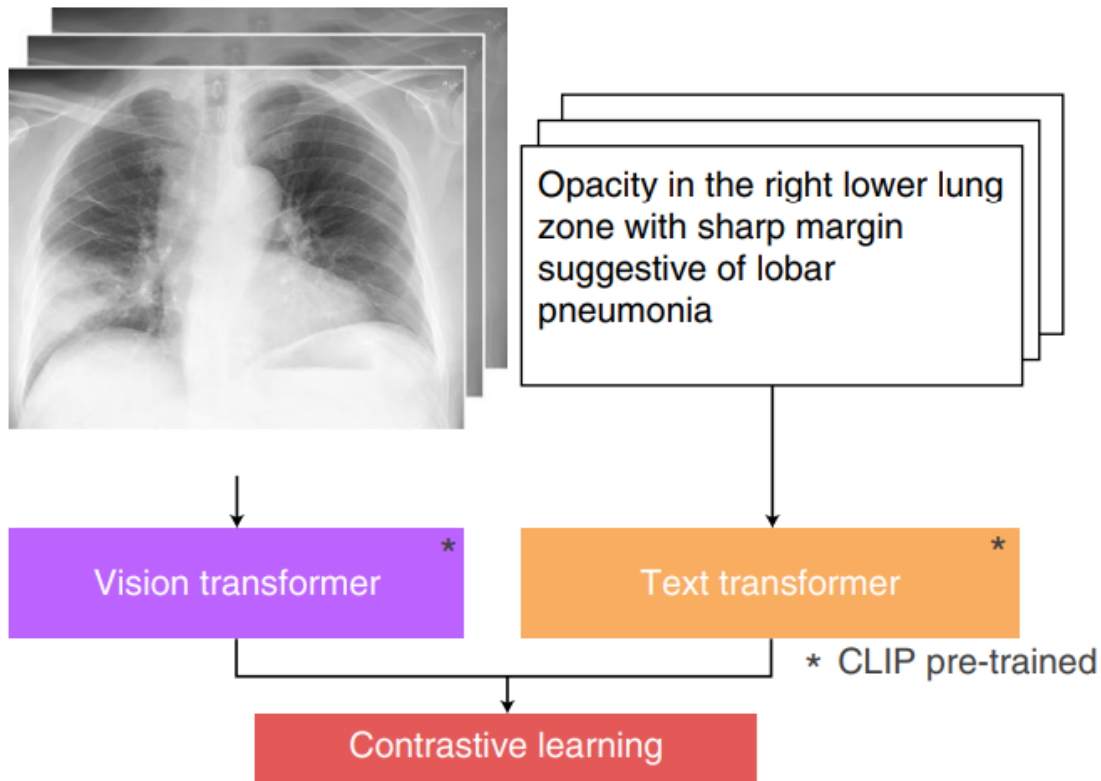 Opacity in the right lower lung
zone with sharp margin
suggestive of lobar
pneumonia
Vision transformer *
Text transformer *
* CLIP pre-trained
Contrastive learning